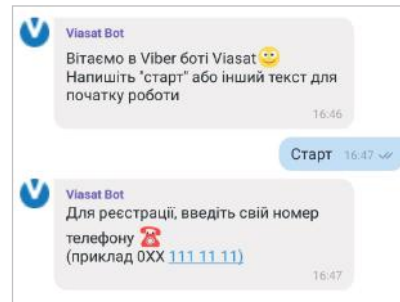 Viasat Bot
Вітаємо в Viber боті Viasat
Напишіть "старт" або інший текст для
початку роботи
16:46
Старт 16:47
Viasat Bot
Для реєстрації, введіть свій номер
телефону
(приклад 0XX 111 11 11)
16:47